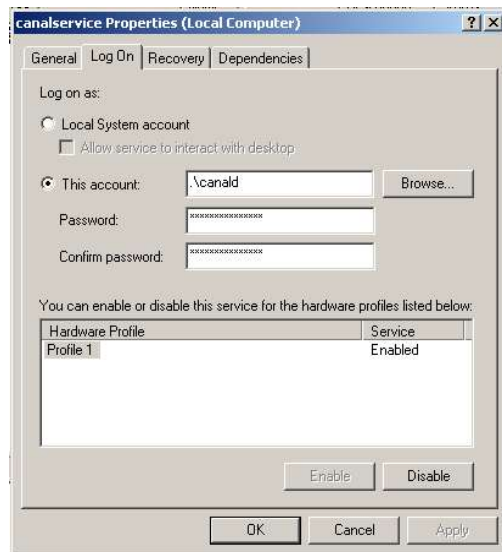 canalservice Properties (Local Computer)
General Log On Recovery Dependencies
Log on as:
Local System account
Allow service to interact with desktop
This account: .\canald Browse...
Password: ***************
Confirm password: ***************
You can enable or disable this service for the hardware profiles listed below:
Hardware Profile Service
Profile 1 Enabled
Enable Disable
OK Cancel Apply